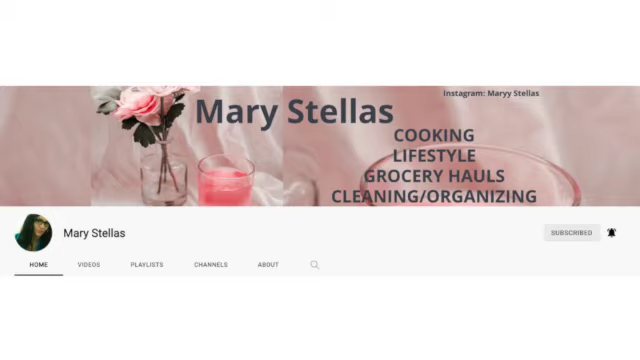 Instagram: Maryy Stellas
Mary Stellas
COOKING
LIFESTYLE
GROCERY HAULS
CLEANING/ORGANIZING
Mary Stellas
SUBSCRIBED
HOME VIDEOS PLAYLISTS CHANNELS ABOUT